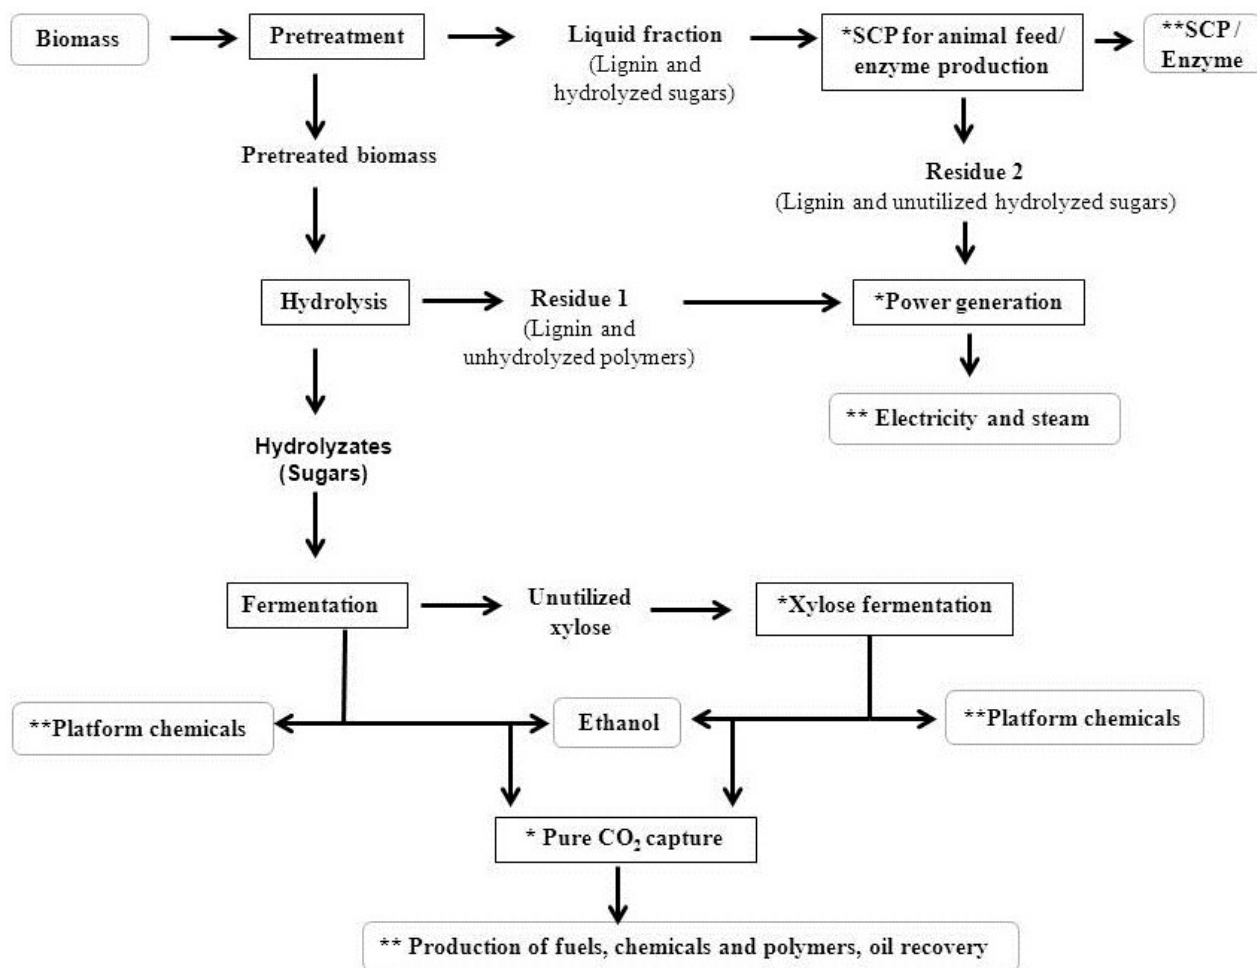 Biomass
Pretreatment
Liquid fraction
(Lignin and
hydrolyzed sugars)
*SCP for animal feed/
enzyme production
**SCP /
Enzyme
Pretreated biomass
Residue 2
(Lignin and unutilized hydrolyzed sugars)
Hydrolysis
Residue 1
(Lignin and
unhydrolyzed polymers)
*Power generation
** Electricity and steam
Hydrolyzates
(Sugars)
Fermentation
Unutilized
xylose
*Xylose fermentation
**Platform chemicals
Ethanol
**Platform chemicals
* Pure CO₂ capture
** Production of fuels, chemicals and polymers, oil recovery